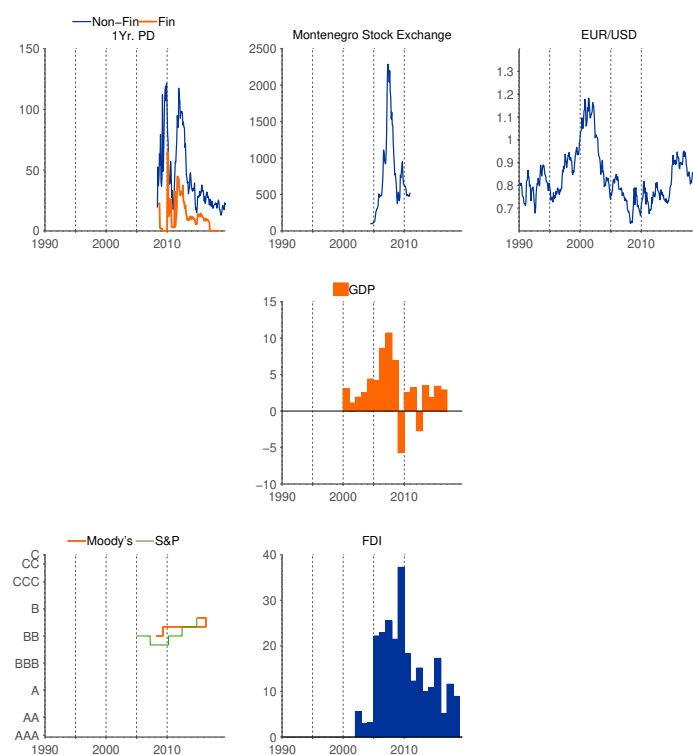 Non−Fin Fin
1Yr. PD
150
100
50
0
1990 2000 2010
Montenegro Stock Exchange
2500
2000
1500
1000
500
0
1990 2000 2010
EUR/USD
1.3
1.2
1.1
1
0.9
0.8
0.7
1990 2000 2010
GDP
15
10
5
0
−5
−10
1990 2000 2010
Moody's S&P
C
CC
CCC
B
BB
BBB
A
AA
AAA
1990 2000 2010
FDI
40
30
20
10
0
1990 2000 2010